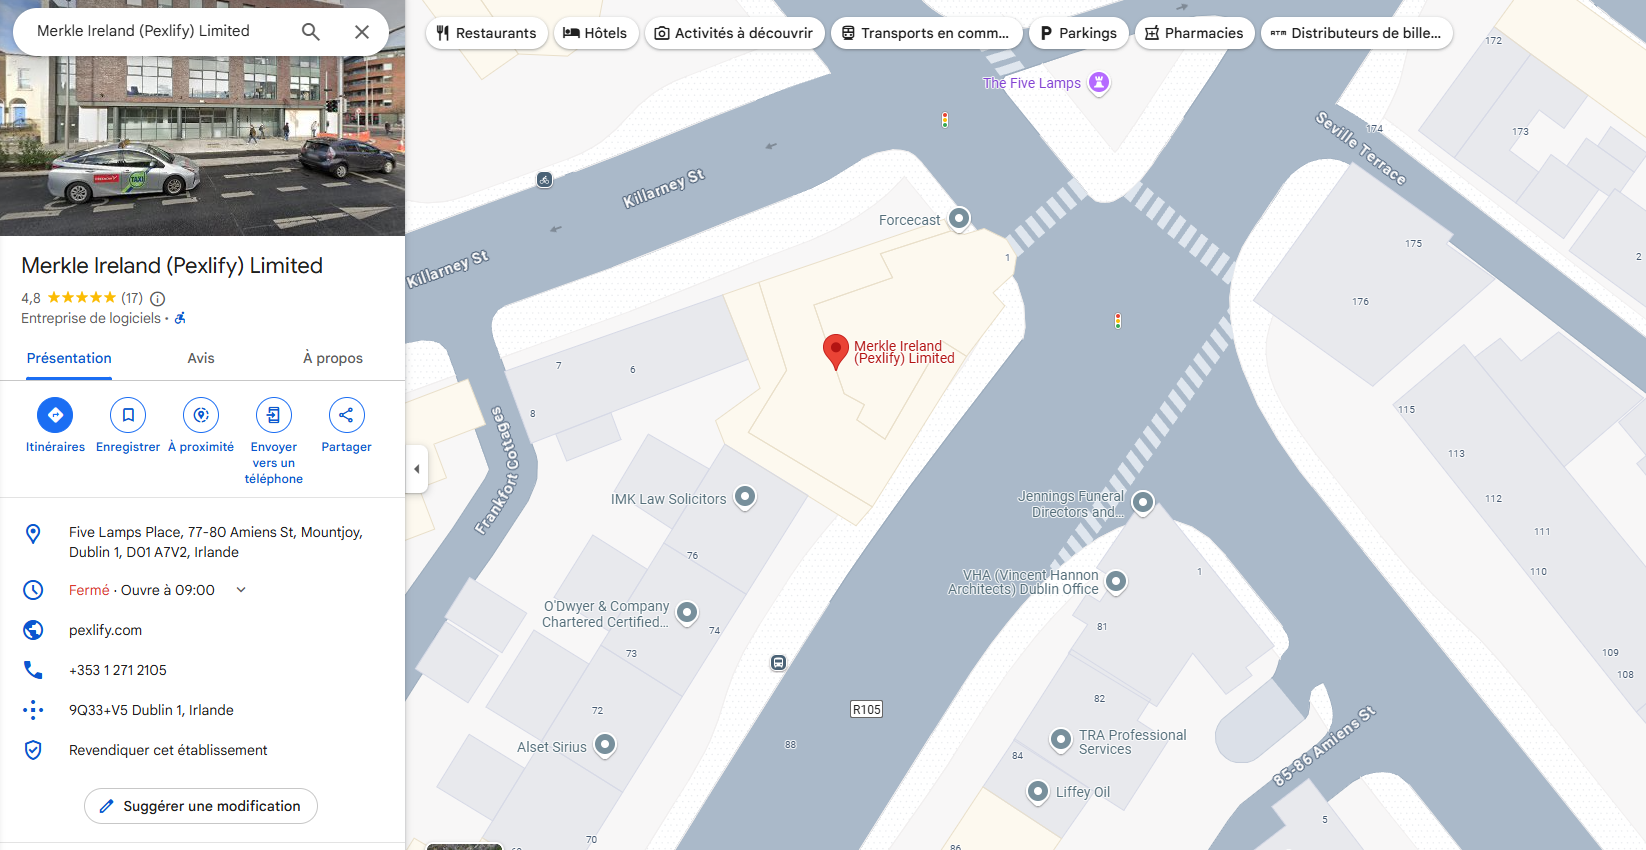 Merkle Ireland (Pexlify) Limited
Restaurants
Hôtels
Activités à découvrir
Transports en comm...
Parkings
Pharmacies
ATM
Distributeurs de bille...
TAXI
Merkle Ireland (Pexlify) Limited
4,8 (17)
Entreprise de logiciels ·
Présentation
Avis
À propos
Itinéraires
Enregistrer
À proximité
Envoyer
vers un
téléphone
Partager
Five Lamps Place, 77-80 Amiens St, Mountjoy,
Dublin 1, D01 A7V2, Irlande
Fermé · Ouvre à 09:00
pexlify.com
+353 1 271 2105
9Q33+V5 Dublin 1, Irlande
Revendiquer cet établissement
Suggérer une modification
The Five Lamps
172
174
173
Seville Terrace
Killarney St
Killarney St
Forcecast
1
175
2
176
Merkle Ireland
(Pexlify) Limited
7
6
8
Frankfort Cottages
115
113
112
111
110
109
108
IMK Law Solicitors
Jennings Funeral
Directors and...
76
VHA (Vincent Hannon
Architects) Dublin Office
1
O'Dwyer & Company
Chartered Certified...
74
73
81
82
72
R105
88
Alset Sirius
TRA Professional
Services
84
Liffey Oil
85-86 Amiens St
5
70
86